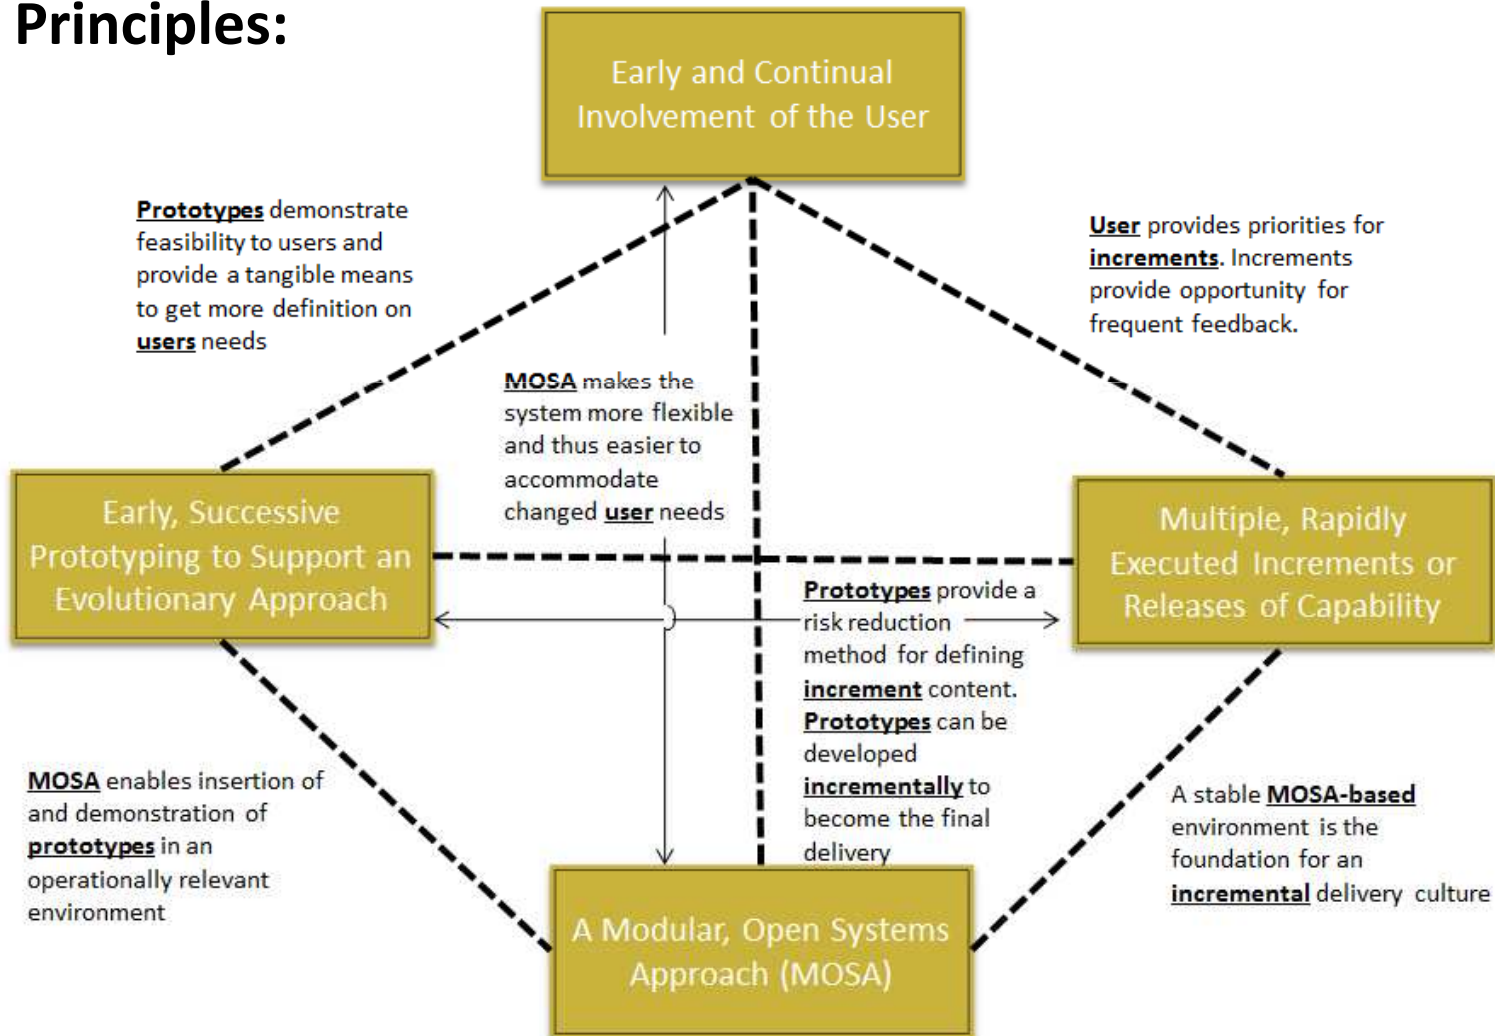 Principles:
Early and Continual
Involvement of the User
Prototypes demonstrate
feasibility to users and
provide a tangible means
to get more definition on
users needs
User provides priorities for
increments. Increments
provide opportunity for
frequent feedback.
MOSA makes the
system more flexible
and thus easier to
accommodate
changed user needs
Early, Successive
Prototyping to Support an
Evolutionary Approach
Multiple, Rapidly
Executed Increments or
Releases of Capability
Prototypes provide a
risk reduction
method for defining
increment content.
Prototypes can be
developed
incrementally to
become the final
delivery
MOSA enables insertion of
and demonstration of
prototypes in an
operationally relevant
environment
A stable MOSA-based
environment is the
foundation for an
incremental delivery culture
A Modular, Open Systems
Approach (MOSA)